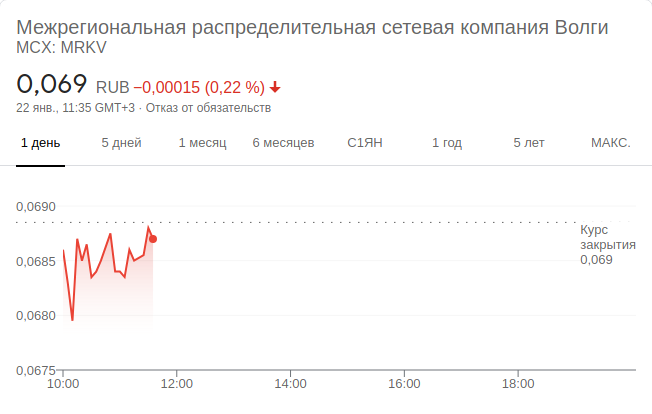 Межрегиональная распределительная сетевая компания Волги
MCX: MRKV
0,069 RUB −0,00015 (0,22 %)
22 янв., 11:35 GMT+3 · Отказ от обязательств
1 день 5 дней 1 месяц 6 месяцев С1ЯН 1 год 5 лет МАКС.
0,0690
Курс
закрытия
0,069
0,0685
0,0680
0,0675
10:00 12:00 14:00 16:00 18:00